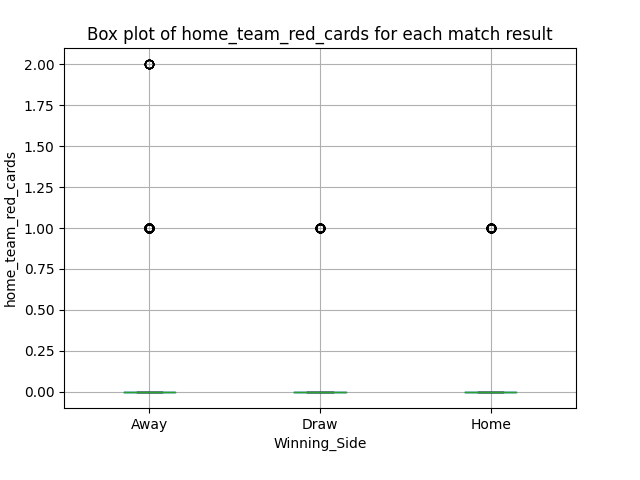 Box plot of home_team_red_cards for each match result
2.00
1.75
1.50
1.25
1.00
0.75
0.50
0.25
0.00
home_team_red_cards
Away Draw Home
Winning_Side